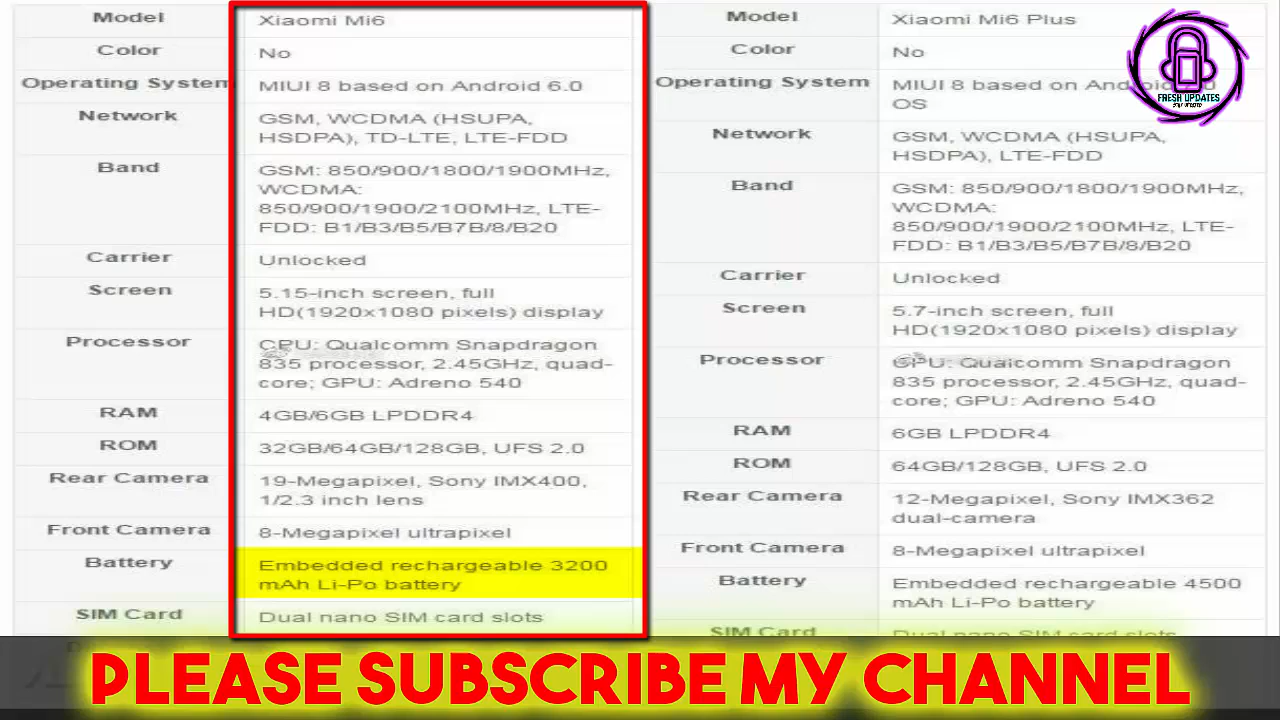 Model
Xiaomi Mi6
Color
No
Operating System
MIUI 8 based on Android 6.0
Network
GSM, WCDMA (HSUPA,
HSDPA), TD-LTE, LTE-FDD
Band
GSM: 850/900/1800/1900MHz,
WCDMA:
850/900/1900/2100MHz, LTE-
FDD: B1/B3/B5/B7B/8/B20
Carrier
Unlocked
Screen
5.15-inch screen, full
HD(1920x1080 pixels) display
Processor
CPU: Qualcomm Snapdragon
835 processor, 2.45GHz, quad-
core; GPU: Adreno 540
RAM
4GB/6GB LPDDR4
ROM
32GB/64GB/128GB, UFS 2.0
Rear Camera
19-Megapixel, Sony IMX400,
1/2.3 inch lens
Front Camera
8-Megapixel ultrapixel
Battery
Embedded rechargeable 3200
mAh Li-Po battery
SIM Card
Dual nano SIM card slots
Model
Xiaomi Mi6 Plus
Color
No
Operating System
MIUI 8 based on
OS
Network
GSM, WCDMA (HSUPA,
HSDPA), LTE-FDD
Band
GSM: 850/900/1800/1900MHz,
WCDMA:
850/900/1900/2100MHz, LTE-
FDD: B1/B3/B5/B7B/8/B20
Carrier
Unlocked
Screen
5.7-inch screen, full
HD(1920x1080 pixels) display
Processor
CPU: Qualcomm Snapdragon
835 processor, 2.45GHz, quad-
core; GPU: Adreno 540
RAM
6GB LPDDR4
ROM
64GB/128GB, UFS 2.0
Rear Camera
12-Megapixel, Sony IMX362
dual-camera
Front Camera
8-Megapixel ultrapixel
Battery
Embedded rechargeable 4500
mAh Li-Po battery
SIM Card
Dual nano SIM card slots
FRESH UPDATES
STAY UPDATED
PLEASE SUBSCRIBE MY CHANNEL